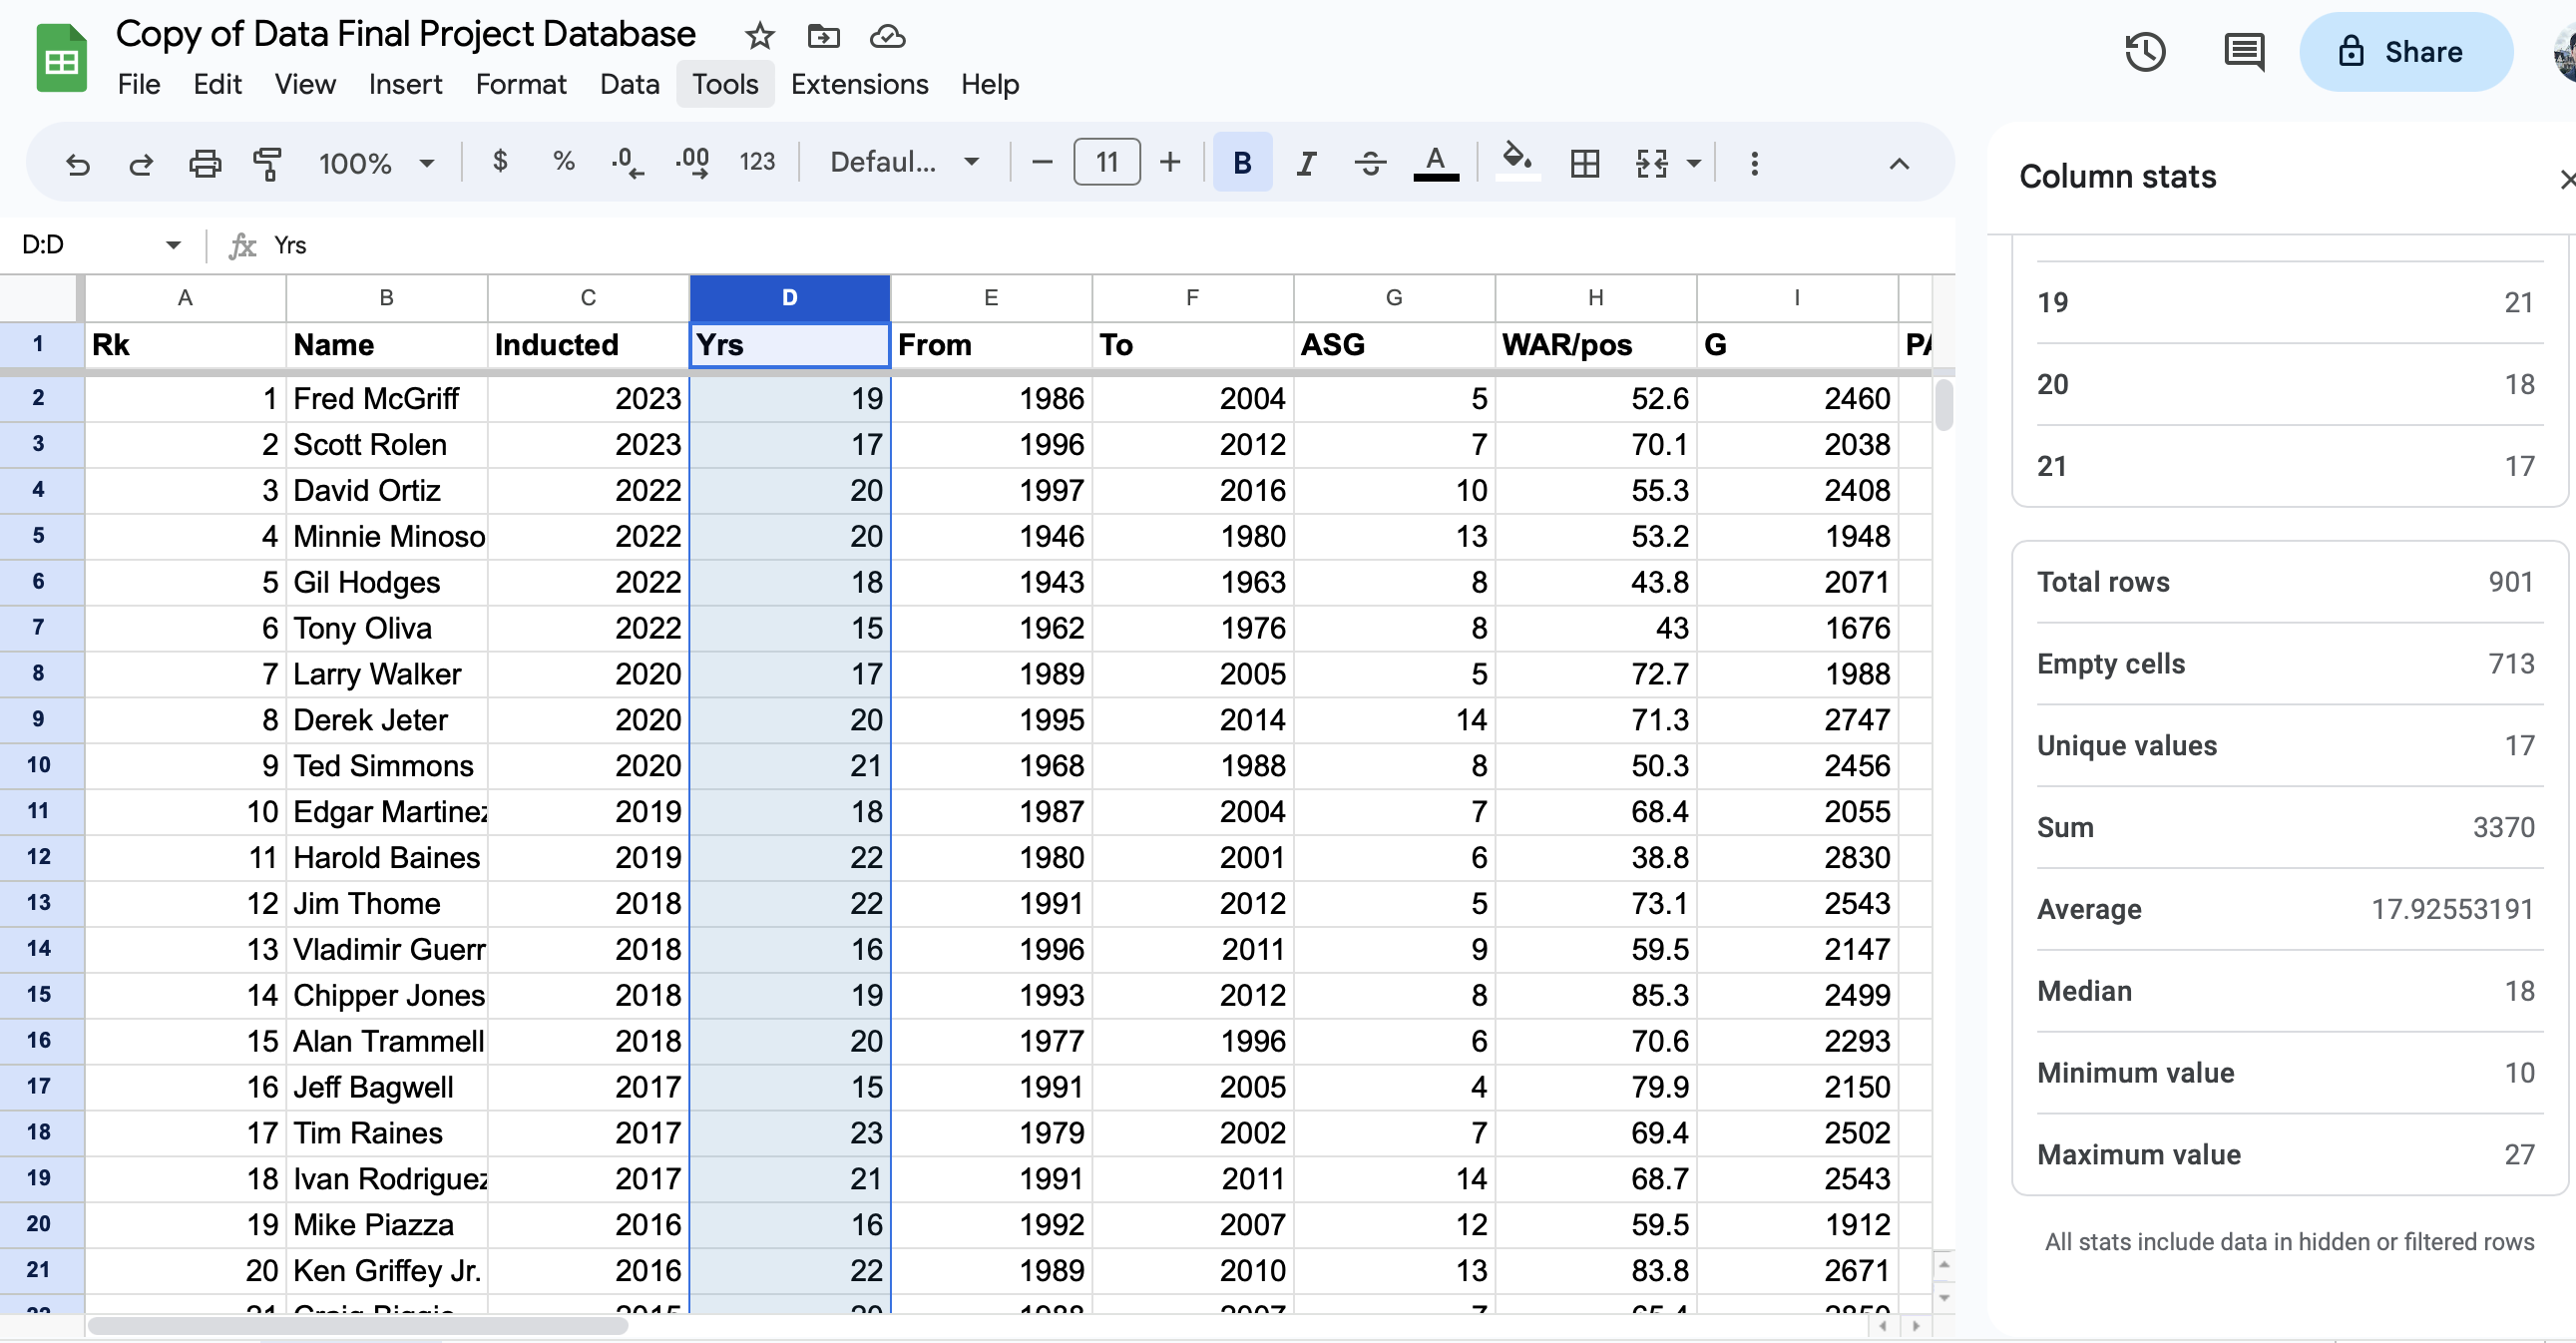 Copy of Data Final Project Database
File Edit View Insert Format Data Tools Extensions Help
Share
100% $ % .0 .00 123 Defaul... 11 B I A
D:D fx Yrs
A B C D E F G H I
1 Rk Name Inducted Yrs From To ASG WAR/pos G
2 1 Fred McGriff 2023 19 1986 2004 5 52.6 2460
3 2 Scott Rolen 2023 17 1996 2012 7 70.1 2038
4 3 David Ortiz 2022 20 1997 2016 10 55.3 2408
5 4 Minnie Minoso 2022 20 1946 1980 13 53.2 1948
6 5 Gil Hodges 2022 18 1943 1963 8 43.8 2071
7 6 Tony Oliva 2022 15 1962 1976 8 43 1676
8 7 Larry Walker 2020 17 1989 2005 5 72.7 1988
9 8 Derek Jeter 2020 20 1995 2014 14 71.3 2747
10 9 Ted Simmons 2020 21 1968 1988 8 50.3 2456
11 10 Edgar Martinez 2019 18 1987 2004 7 68.4 2055
12 11 Harold Baines 2019 22 1980 2001 6 38.8 2830
13 12 Jim Thome 2018 22 1991 2012 5 73.1 2543
14 13 Vladimir Guerr 2018 16 1996 2011 9 59.5 2147
15 14 Chipper Jones 2018 19 1993 2012 8 85.3 2499
16 15 Alan Trammell 2018 20 1977 1996 6 70.6 2293
17 16 Jeff Bagwell 2017 15 1991 2005 4 79.9 2150
18 17 Tim Raines 2017 23 1979 2002 7 69.4 2502
19 18 Ivan Rodriguez 2017 21 1991 2011 14 68.7 2543
20 19 Mike Piazza 2016 16 1992 2007 12 59.5 1912
21 20 Ken Griffey Jr. 2016 22 1989 2010 13 83.8 2671
Column stats
19 21
20 18
21 17
Total rows 901
Empty cells 713
Unique values 17
Sum 3370
Average 17.92553191
Median 18
Minimum value 10
Maximum value 27
All stats include data in hidden or filtered rows